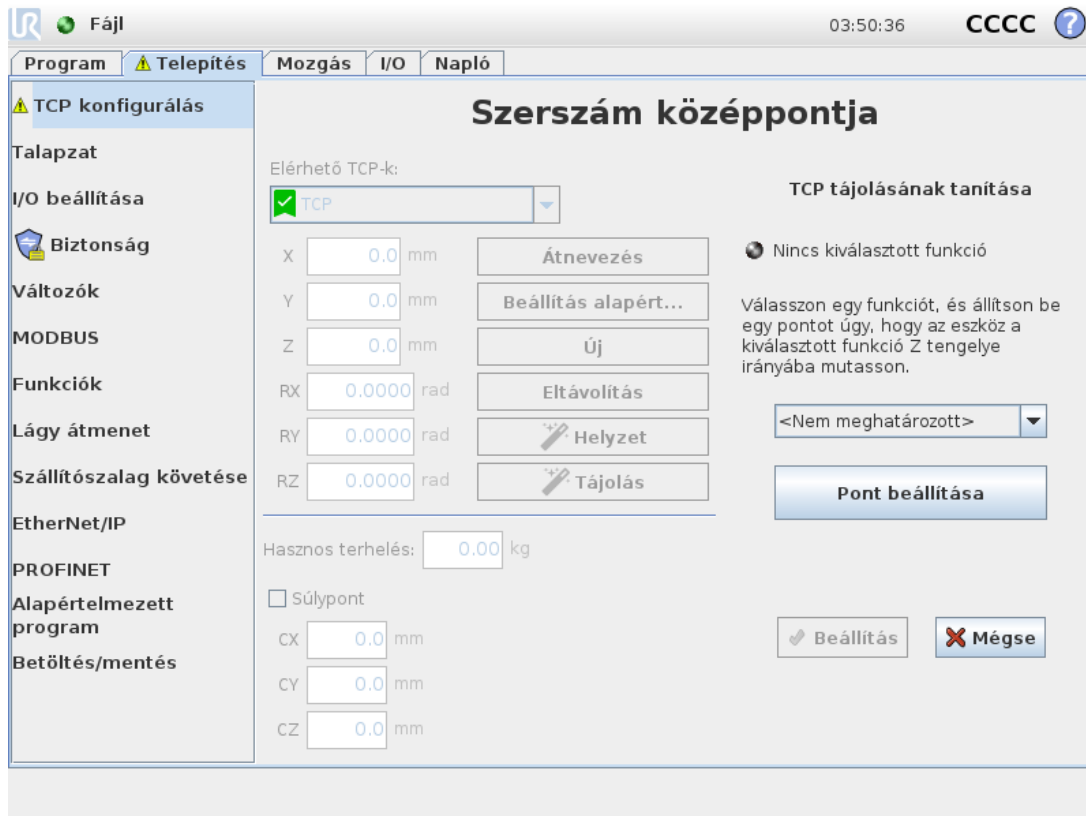 UR Fájl 03:50:36 CCCC ?
Program Telepítés Mozgás I/O Napló
TCP konfigurálás
Talapzat
I/O beállítása
Biztonság
Változók
MODBUS
Funkciók
Lágy átmenet
Szállítószalag követése
EtherNet/IP
PROFINET
Alapértelmezett
program
Betöltés/mentés
Szerszám középpontja
Elérhető TCP-k:
TCP
X 0.0 mm Átnevezés
Y 0.0 mm Beállítás alapért...
Z 0.0 mm Új
RX 0.0000 rad Eltávolítás
RY 0.0000 rad Helyzet
RZ 0.0000 rad Tájolás
Hasznos terhelés: 0.00 kg
Súlypont
CX 0.0 mm
CY 0.0 mm
CZ 0.0 mm
TCP tájolásának tanítása
Nincs kiválasztott funkció
Válasszon egy funkciót, és állítson be
egy pontot úgy, hogy az eszköz a
kiválasztott funkció Z tengelye
irányába mutasson.
<Nem meghatározott>
Pont beállítása
Beállítás Mégse